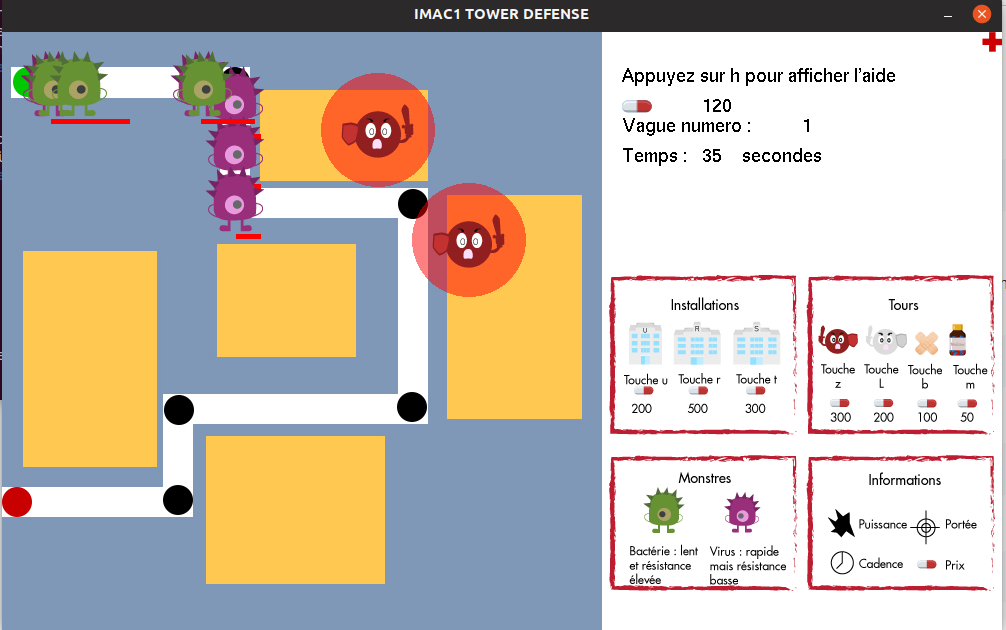 IMAC1 TOWER DEFENSE
Appuyez sur h pour afficher l'aide
120
Vague numero : 1
Temps : 35 secondes
Installations
U R S
Touche u Touche r Touche t
200 500 300
Tours
Touche z Touche L Touche b Touche m
300 200 100 50
Monstres
Bactérie : lent
et résistance
élevée
Virus : rapide
mais résistance
basse
Informations
Puissance Portée
Cadence Prix